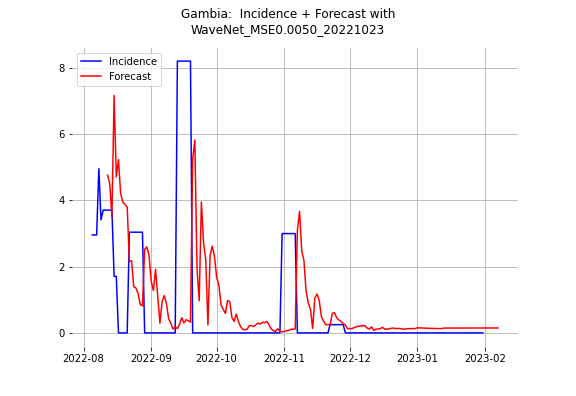 Gambia:  Incidence + Forecast with
WaveNet_MSE0.0050_20221023
Incidence
Forecast
8
6
4
2
0
2022-08 2022-09 2022-10 2022-11 2022-12 2023-01 2023-02